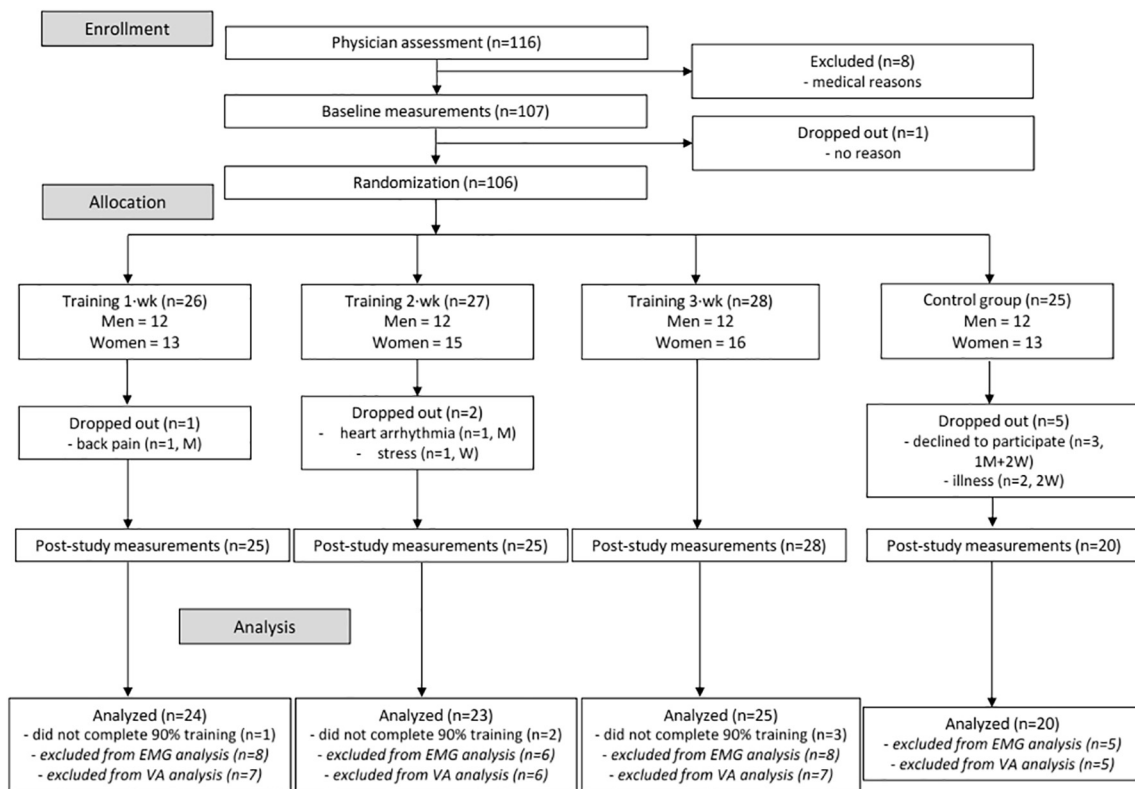 Enrollment
Physician assessment (n=116)
Excluded (n=8)
- medical reasons
Baseline measurements (n=107)
Dropped out (n=1)
- no reason
Randomization (n=106)
Allocation
Training 1·wk (n=26)
Men = 12
Women = 13
Training 2·wk (n=27)
Men = 12
Women = 15
Training 3·wk (n=28)
Men = 12
Women = 16
Control group (n=25)
Men = 12
Women = 13
Dropped out (n=1)
- back pain (n=1, M)
Dropped out (n=2)
- heart arrhythmia (n=1, M)
- stress (n=1, W)
Dropped out (n=5)
- declined to participate (n=3,
1M+2W)
- illness (n=2, 2W)
Post-study measurements (n=25)
Post-study measurements (n=25)
Post-study measurements (n=28)
Post-study measurements (n=20)
Analysis
Analyzed (n=24)
- did not complete 90% training (n=1)
- excluded from EMG analysis (n=8)
- excluded from VA analysis (n=7)
Analyzed (n=23)
- did not complete 90% training (n=2)
- excluded from EMG analysis (n=6)
- excluded from VA analysis (n=6)
Analyzed (n=25)
- did not complete 90% training (n=3)
- excluded from EMG analysis (n=8)
- excluded from VA analysis (n=7)
Analyzed (n=20)
- excluded from EMG analysis (n=5)
- excluded from VA analysis (n=5)